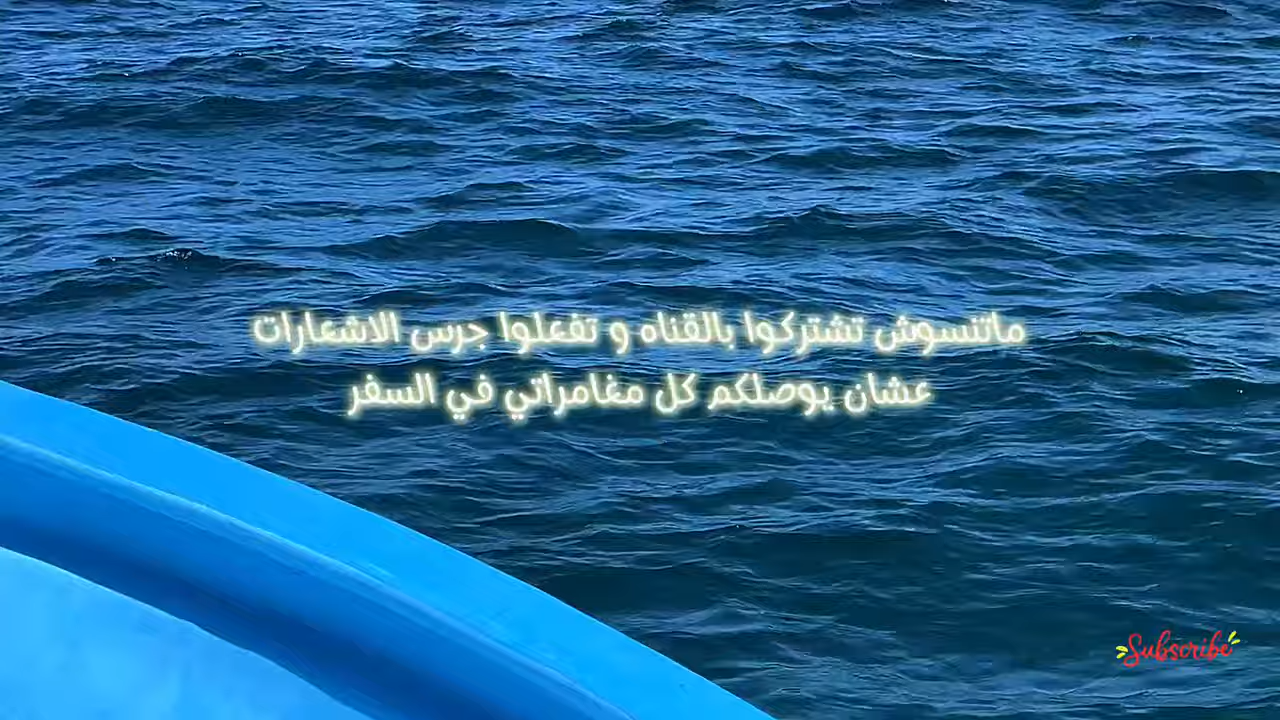 ماتنسوش تشتركوا بالقناه و تفعلوا جرس الاشعارات
عشان يوصلكم كل مغامراتي في السفر
Subscribe